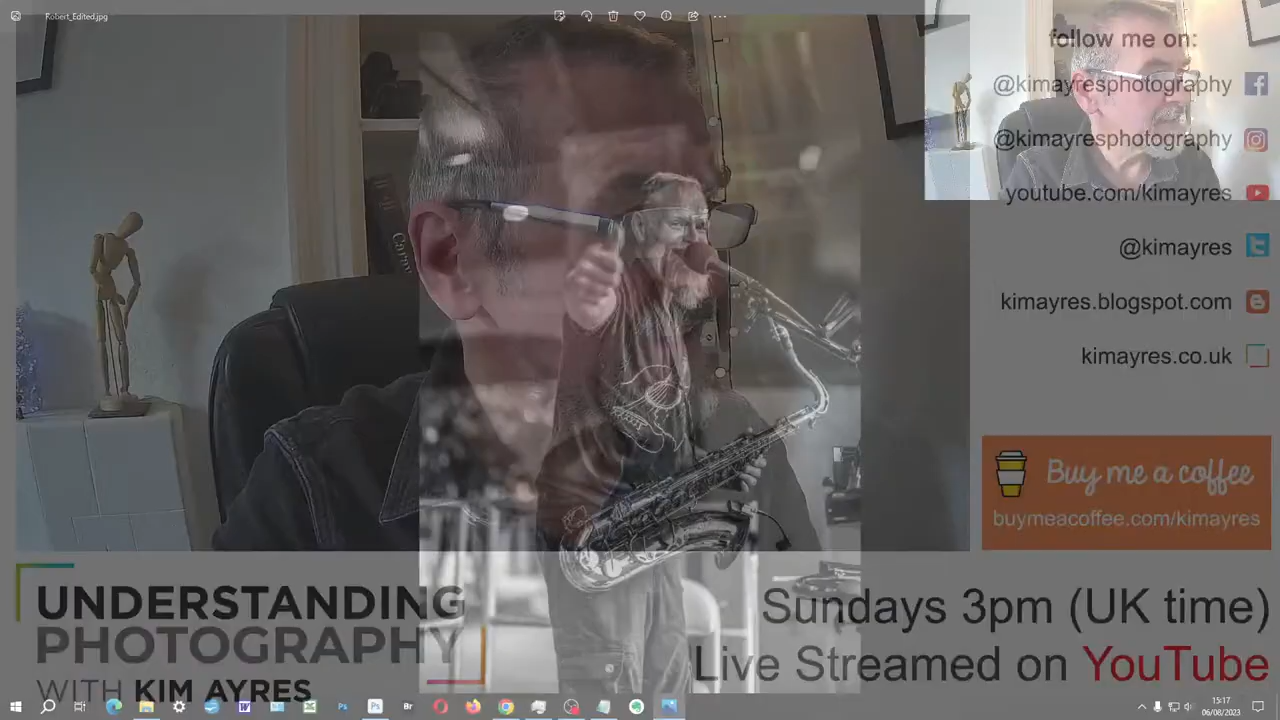 Robert_Edited.jpg
follow me on:
@kimayresphotography
@kimayresphotography
youtube.com/kimayres
@kimayres
kimayres.blogspot.com
kimayres.co.uk
Buy me a coffee
buymeacoffee.com/kimayres
UNDERSTANDING
PHOTOGRAPHY
WITH KIM AYRES
Sundays 3pm (UK time)
Live Streamed on YouTube
15:17
06/08/2023